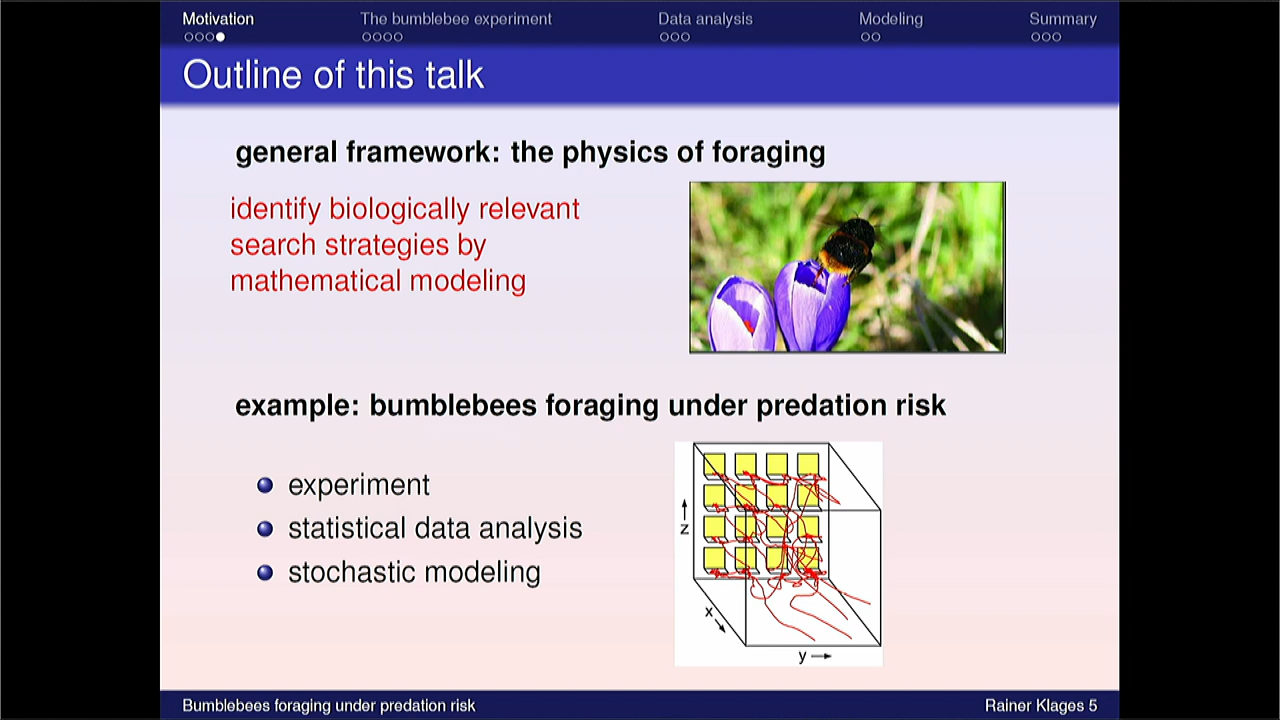 Motivation The bumblebee experiment Data analysis Modeling Summary
Outline of this talk
general framework: the physics of foraging
identify biologically relevant
search strategies by
mathematical modeling
example: bumblebees foraging under predation risk
experiment
statistical data analysis
stochastic modeling
z
x
y
Bumblebees foraging under predation risk Rainer Klages 5